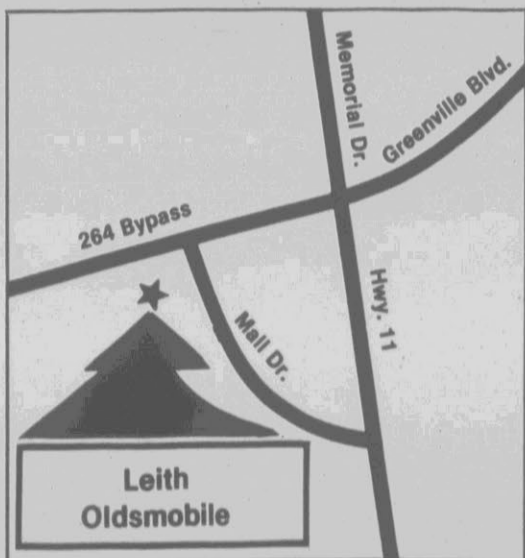 Memorial Dr.
Greenville Blvd.
264 Bypass
Hwy. 11
Mall Dr.
Leith
Oldsmobile